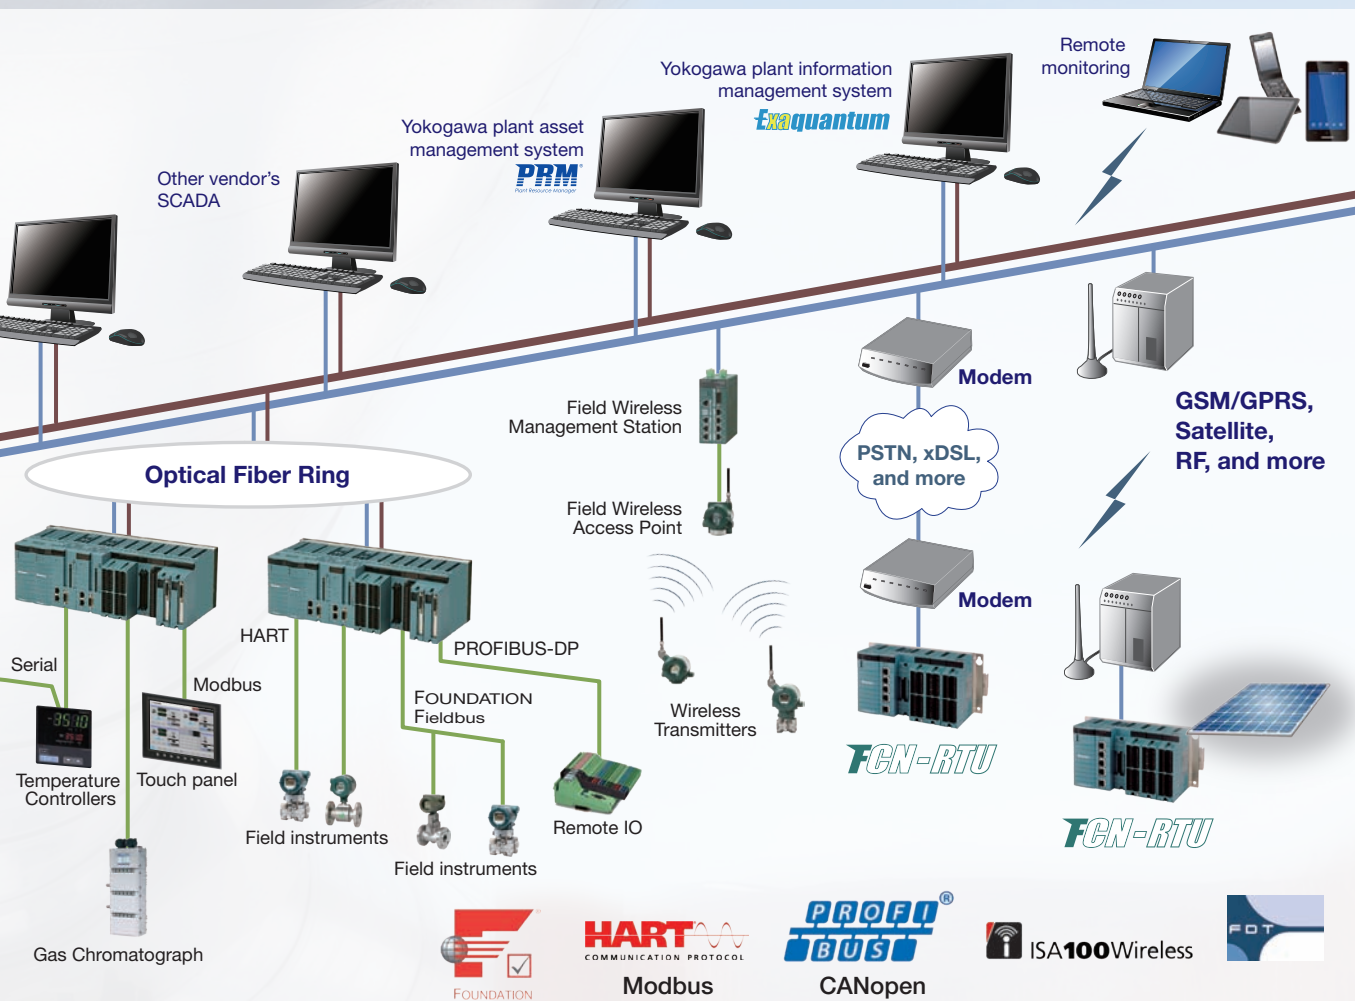 Remote
monitoring
Yokogawa plant information
management system
Exaquantum
Yokogawa plant asset
management system
PRM
Plant Resource Manager
Other vendor's
SCADA
Modem
Field Wireless
Management Station
GSM/GPRS,
Satellite,
RF, and more
PSTN, xDSL,
and more
Optical Fiber Ring
Field Wireless
Access Point
Modem
HART
PROFIBUS-DP
Serial
Modbus
FOUNDATION
Fieldbus
Wireless
Transmitters
FCN-RTU
Temperature
Controllers
Touch panel
Field instruments
Remote IO
FCN-RTU
Field instruments
Gas Chromatograph
FOUNDATION
HART
COMMUNICATION PROTOCOL
Modbus
PROFI®
BUS
CANopen
ISA100Wireless
FDT